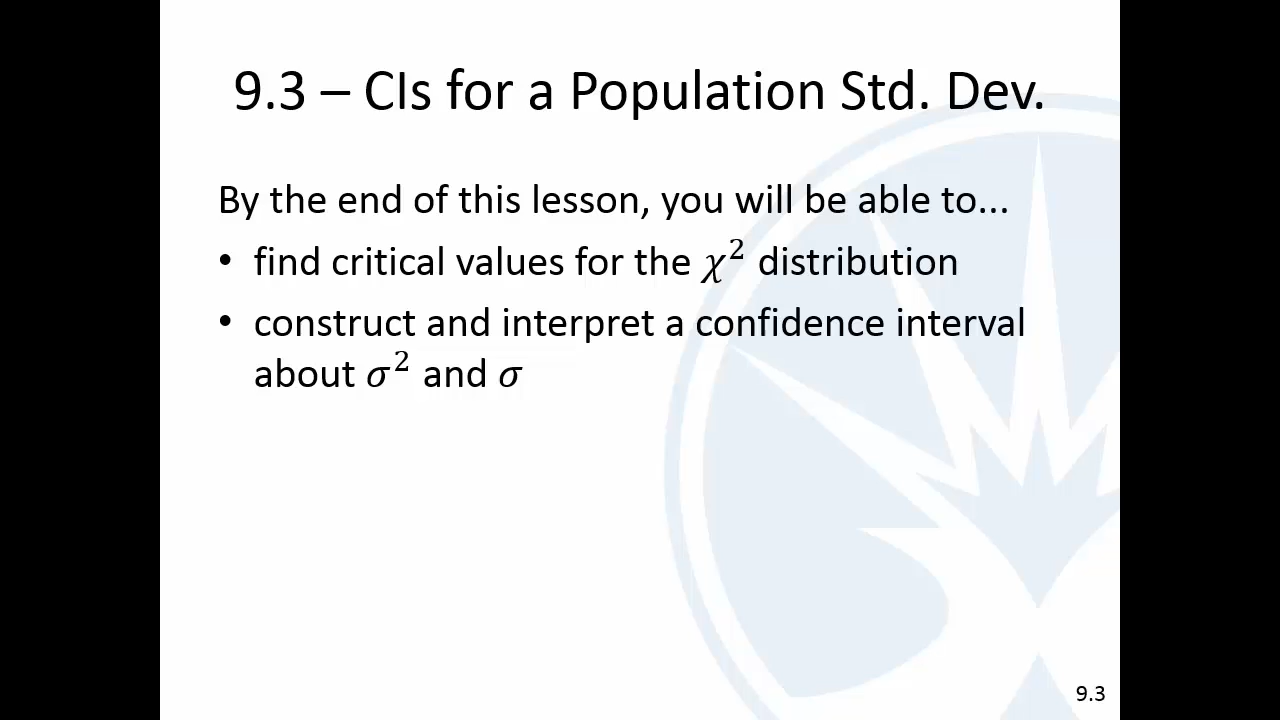 9.3 – CIs for a Population Std. Dev.
By the end of this lesson, you will be able to...
• find critical values for the 𝜒² distribution
• construct and interpret a confidence interval
about 𝜎² and 𝜎
9.3